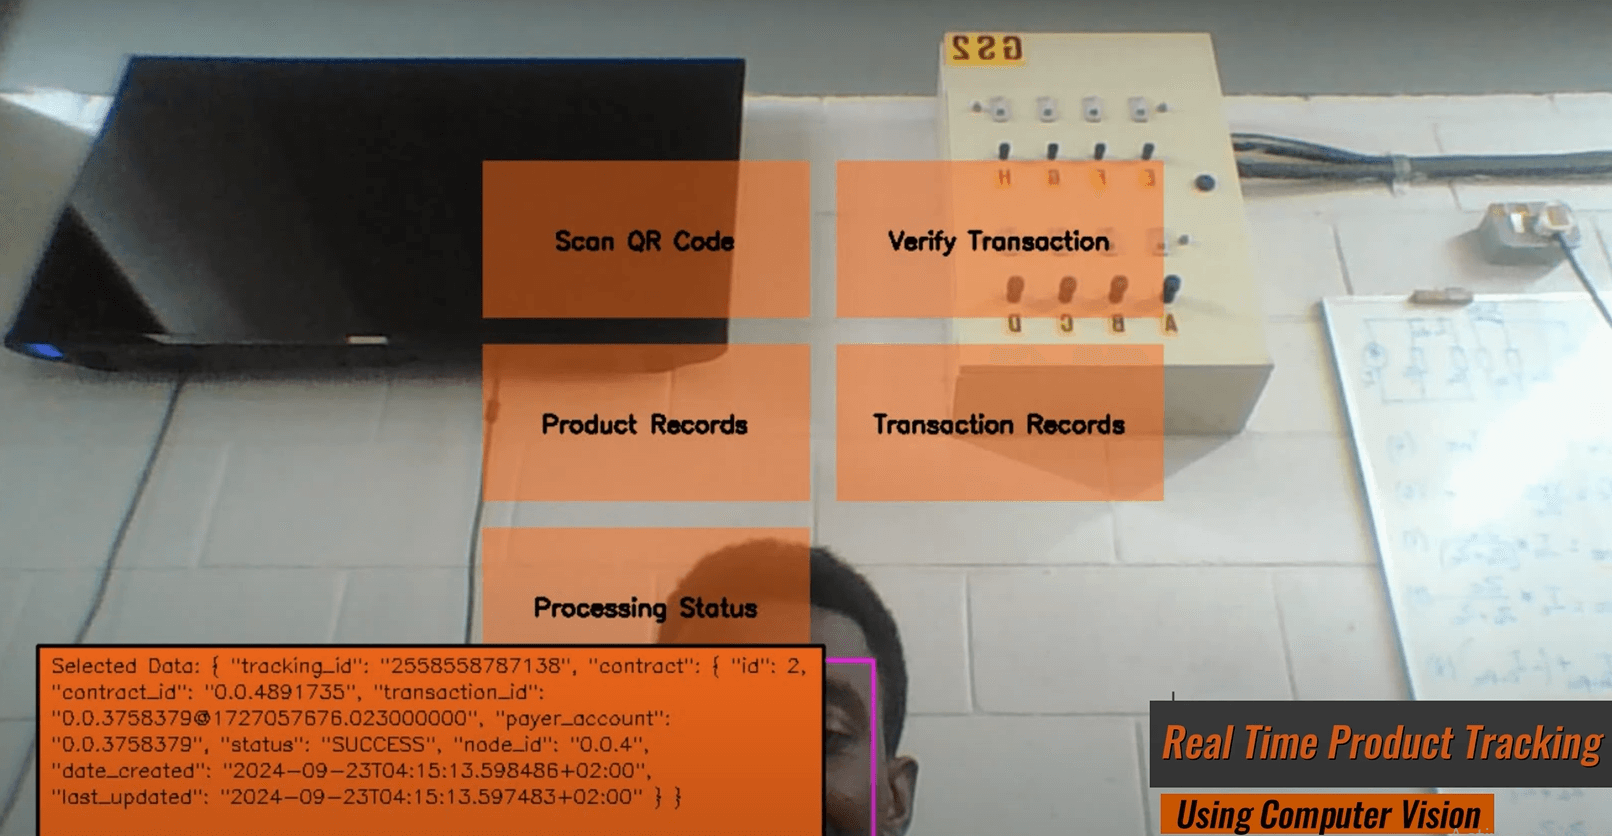 GS2
H G F E
Scan QR Code
Verify Transaction
D C B A
Product Records
Transaction Records
Processing Status
Selected Data: { "tracking_id": "2558558787138", "contract": { "id": 2,
"contract_id": "0.0.4891735", "transaction_id":
"0.0.3758379@1727057676.023000000", "payer_account":
"0.0.3758379", "status": "SUCCESS", "node_id": "0.0.4",
"date_created": "2024-09-23T04:15:13.598486+02:00",
"last_updated": "2024-09-23T04:15:13.597483+02:00" } }
Real Time Product Tracking
Using Computer Vision